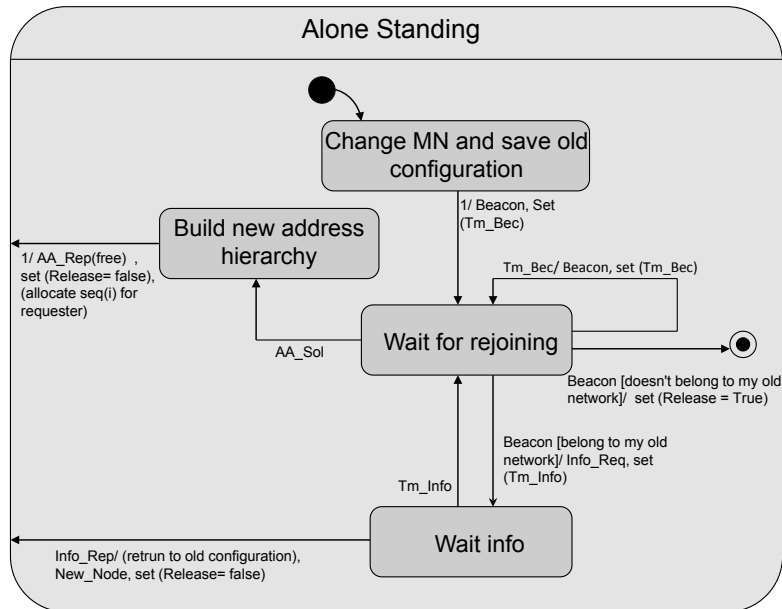 Alone Standing
Change MN and save old
configuration
1/ Beacon, Set
(Tm_Bec)
Build new address
hierarchy
1/ AA_Rep(free) ,
set (Release= false),
(allocate seq(i) for
requester)
Tm_Bec/ Beacon, set (Tm_Bec)
Wait for rejoining
AA_Sol
Beacon [doesn't belong to my old
network]/ set (Release = True)
Beacon [belong to my old
network]/ Info_Req, set
(Tm_Info)
Tm_Info
Wait info
Info_Rep/ (retrun to old configuration),
New_Node, set (Release= false)